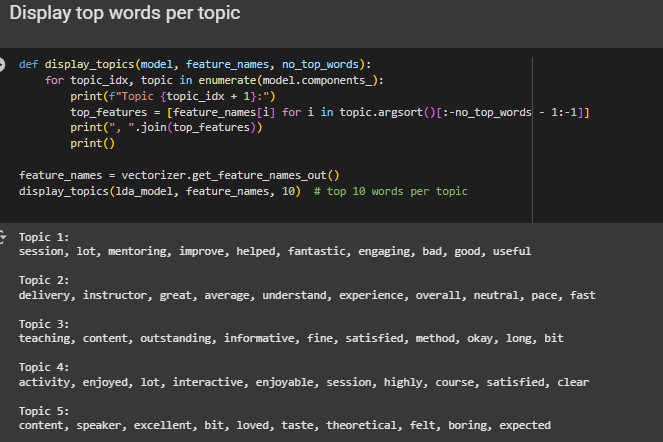 Display top words per topic
def display_topics(model, feature_names, no_top_words):
    for topic_idx, topic in enumerate(model.components_):
        print(f"Topic {topic_idx + 1}:")
        top_features = [feature_names[i] for i in topic.argsort()[:-no_top_words - 1:-1]]
        print(", ".join(top_features))
        print()
feature_names = vectorizer.get_feature_names_out()
display_topics(lda_model, feature_names, 10)  # top 10 words per topic
Topic 1:
session, lot, mentoring, improve, helped, fantastic, engaging, bad, good, useful
Topic 2:
delivery, instructor, great, average, understand, experience, overall, neutral, pace, fast
Topic 3:
teaching, content, outstanding, informative, fine, satisfied, method, okay, long, bit
Topic 4:
activity, enjoyed, lot, interactive, enjoyable, session, highly, course, satisfied, clear
Topic 5:
content, speaker, excellent, bit, loved, taste, theoretical, felt, boring, expected